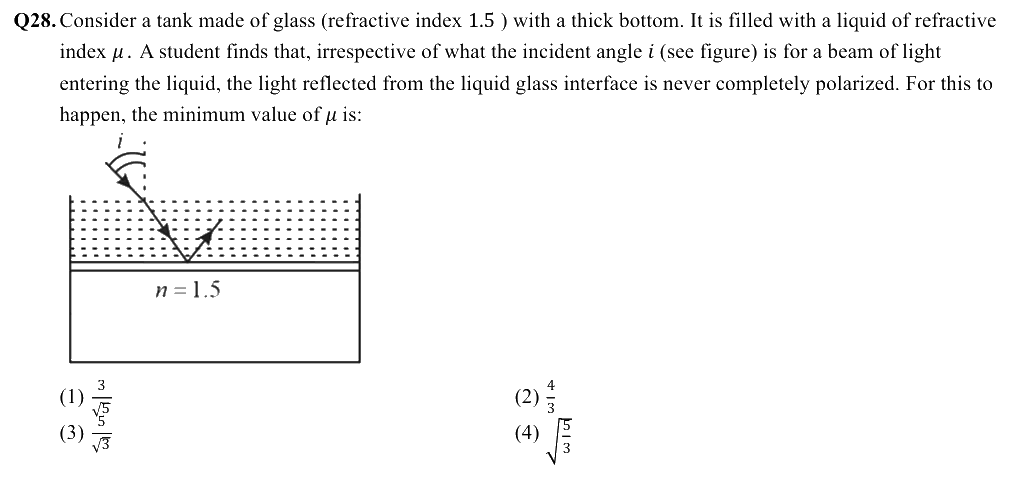 Q28. Consider a tank made of glass (refractive index 1.5 ) with a thick bottom. It is filled with a liquid of refractive
index μ. A student finds that, irrespective of what the incident angle i (see figure) is for a beam of light
entering the liquid, the light reflected from the liquid glass interface is never completely polarized. For this to
happen, the minimum value of μ is:
i
n = 1.5
(1) 3/√5
(2) 4/3
(3) 5/√3
(4) √(5/3)